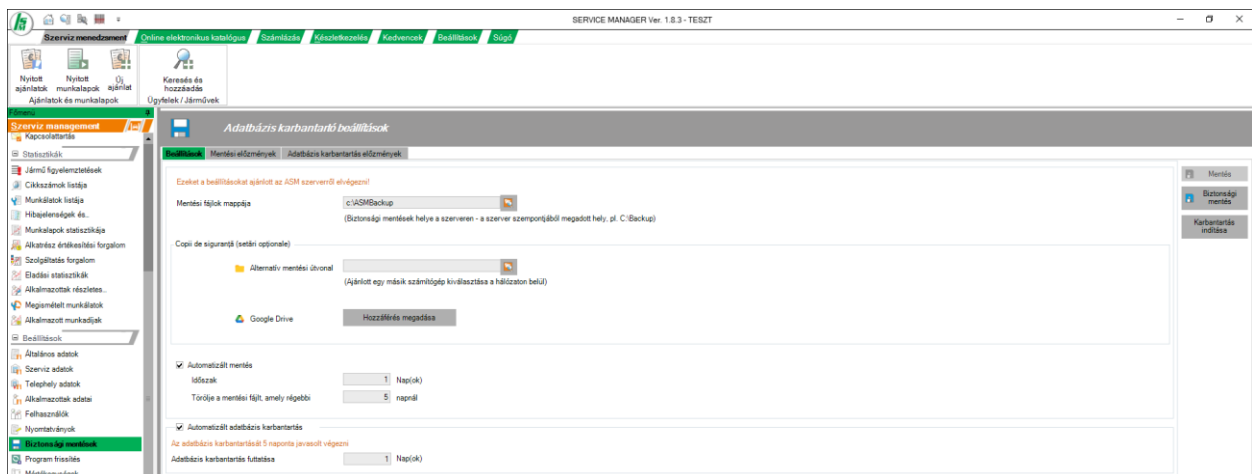 SERVICE MANAGER Ver. 1.8.3 - TESZT
Szerviz menedzsment Online elektronikus katalógus Számlázás Készletkezelés Kedvencek Beállítások Súgó
Nyitott ajánlatok
Nyitott munkalapok
Új ajánlat
Keresés és hozzáadás
Ajánlatok és munkalapok
Ügyfelek / Járművek
Főmenü
Szerviz management
Kapcsolattartás
Statisztikák
Jármű figyelemztetések
Cikkszámok listája
Munkálatok listája
Hibajelenségek és..
Munkalapok statisztikája
Alkatrész értékesítési forgalom
Szolgáltatás forgalom
Eladási statisztikák
Alkalmazottak részletes..
Megismételt munkálatok
Alkalmazott munkadíjak
Beállítások
Általános adatok
Szerviz adatok
Telephely adatok
Alkalmazottak adatai
Felhasználók
Nyomtatványok
Biztonsági mentések
Program frissítés
Adatbázis karbantartó beállítások
Beállítások Mentési előzmények Adatbázis karbantartás előzmények
Ezeket a beállításokat ajánlott az ASM szerverről elvégezni!
Mentési fájlok mappája c:\ASMBackup
(Biztonsági mentések helye a szerveren - a szerver szempontjából megadott hely, pl. C:\Backup)
Copii de siguranță (setări opționale)
Alternatív mentési útvonal
(Ajánlott egy másik számítógép kiválasztása a hálózaton belül)
Google Drive Hozzáférés megadása
Automatizált mentés
Időszak 1 Nap(ok)
Törölje a mentési fájlt, amely régebbi 5 napnál
Automatizált adatbázis karbantartás
Az adatbázis karbantartását 5 naponta javasolt végezni
Adatbázis karbantartás futtatása 1 Nap(ok)
Mentés
Biztonsági mentés
Karbantartás indítása